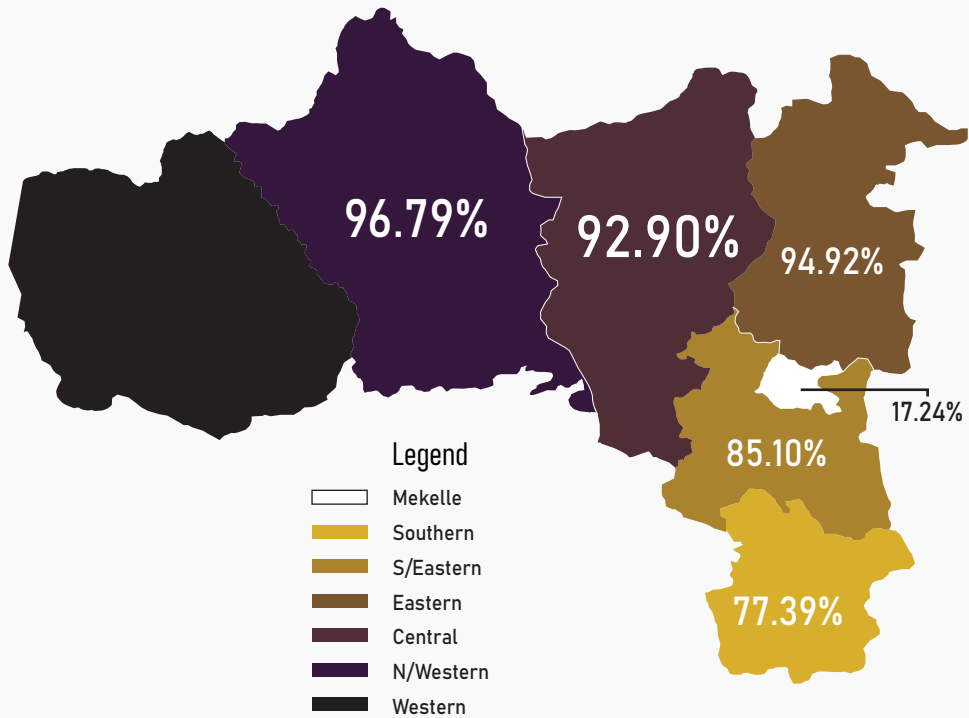 96.79%
92.90%
94.92%
17.24%
85.10%
77.39%
Legend
Mekelle
Southern
S/Eastern
Eastern
Central
N/Western
Western